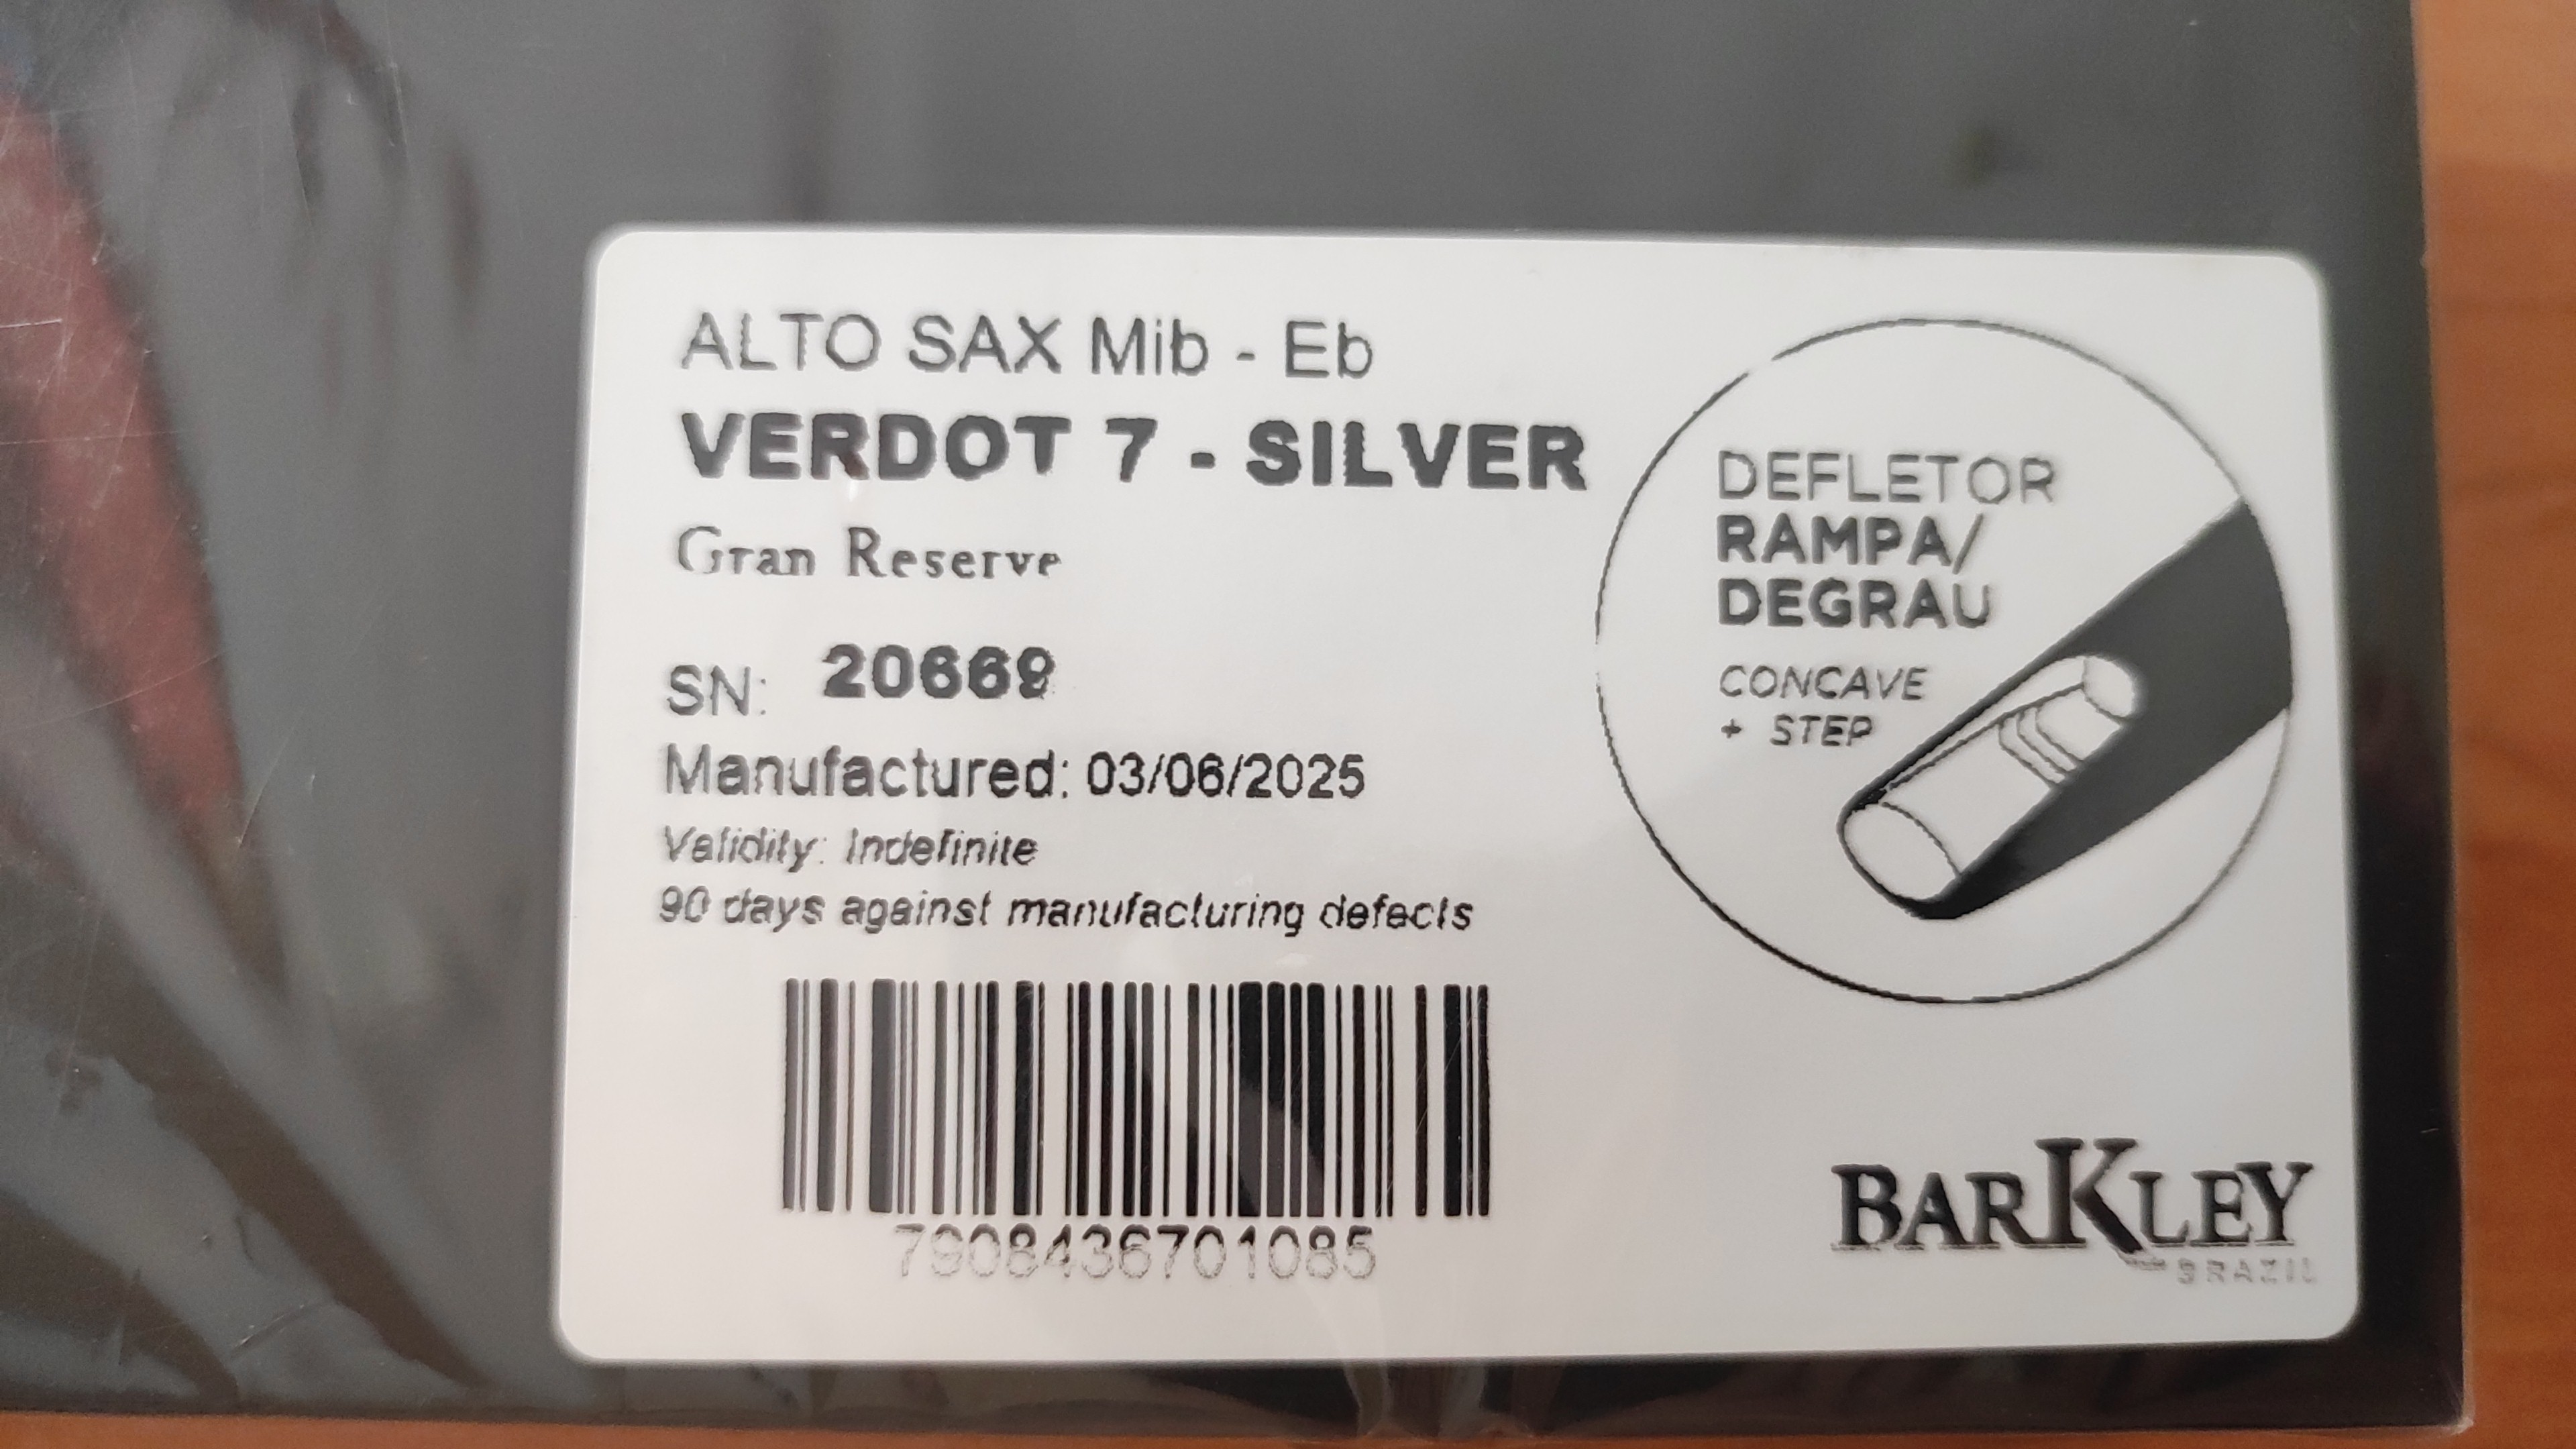 ALTO SAX Mib - Eb
VERDOT 7 - SILVER
Gran Reserve
SN: 20669
Manufactured: 03/06/2025
Validity: Indefinite
90 days against manufacturing defects
7908436701085
DEFLETOR
RAMPA/
DEGRAU
CONCAVE
+ STEP
BARKLEY
BRAZIL